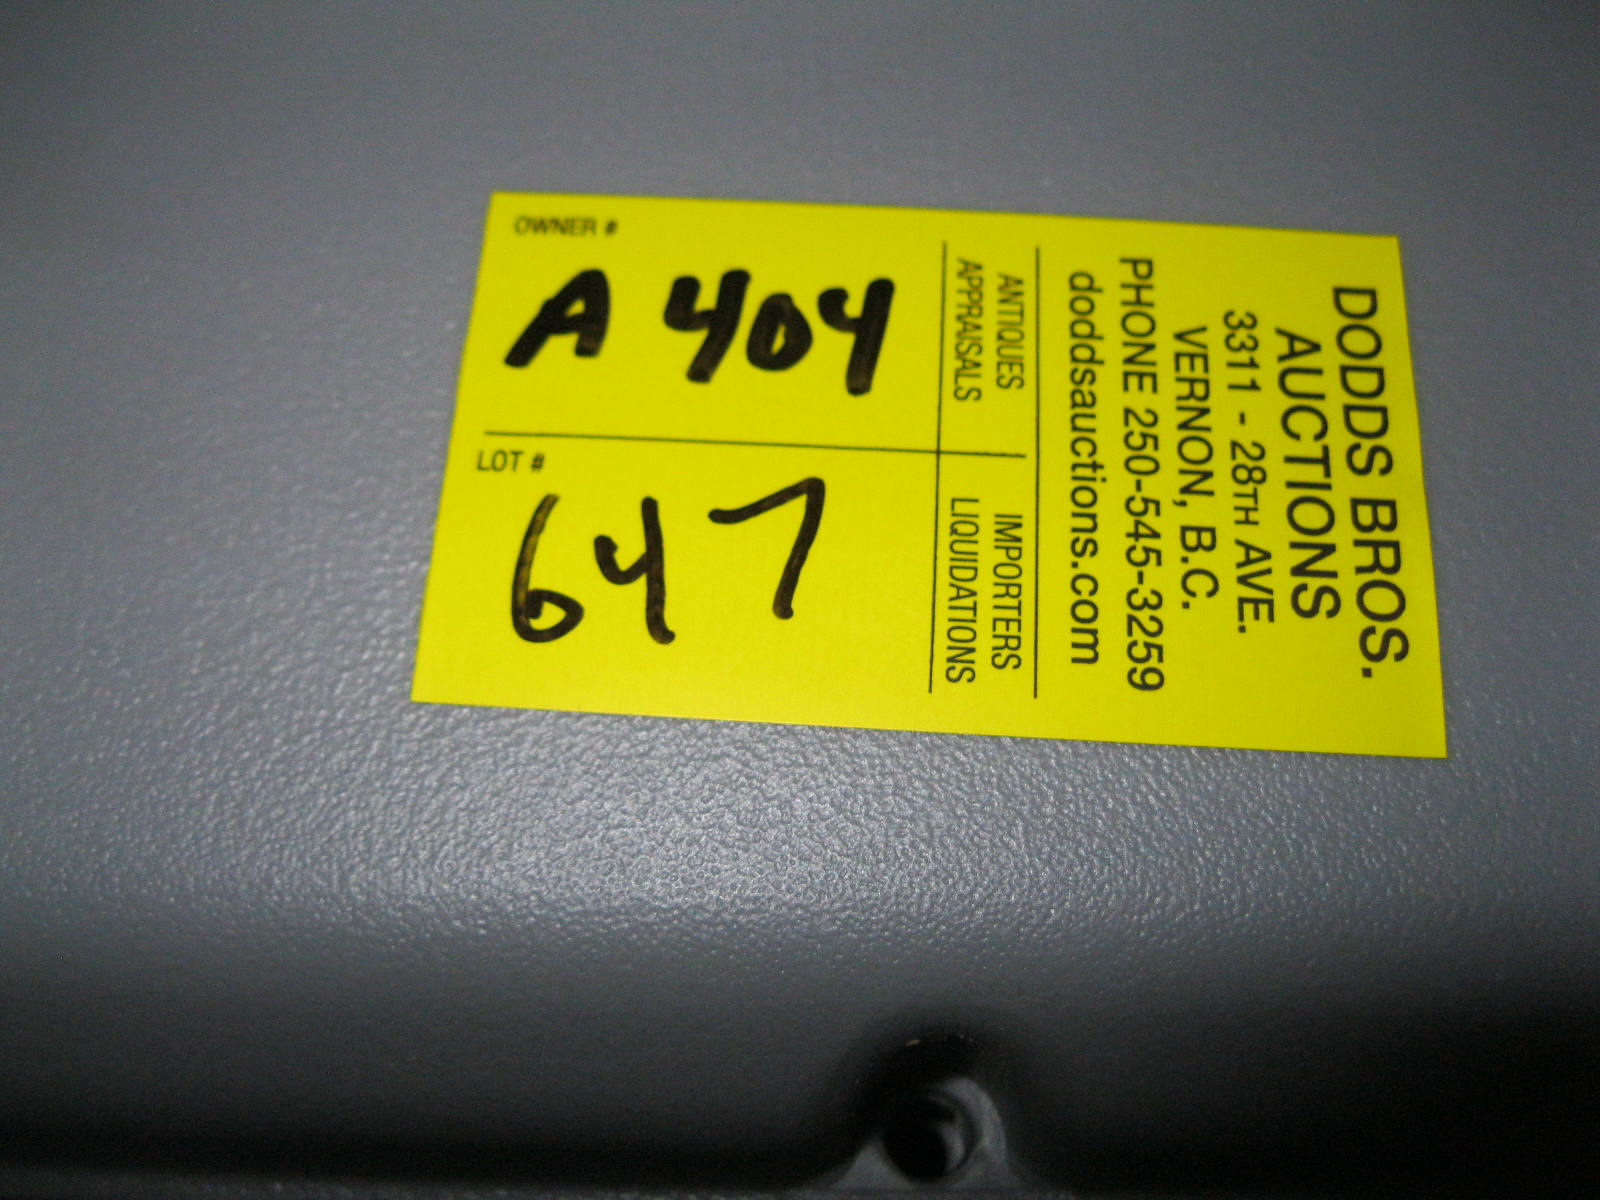 DODDS BROS.
AUCTIONS
3311 - 28TH AVE.
VERNON, B.C.
PHONE 250-545-3259
doddsauctions.com
ANTIQUES
APPRAISALS
IMPORTERS
LIQUIDATIONS
OWNER #
A 404
LOT #
647